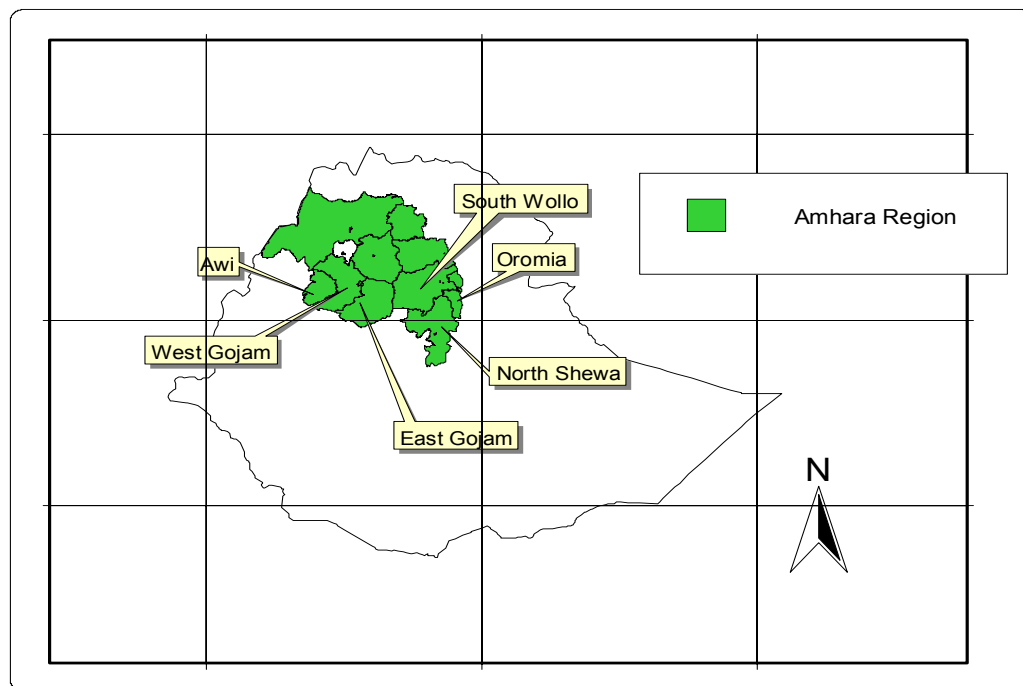 South Wollo
Amhara Region
Awi
Oromia
West Gojam
North Shewa
East Gojam
N